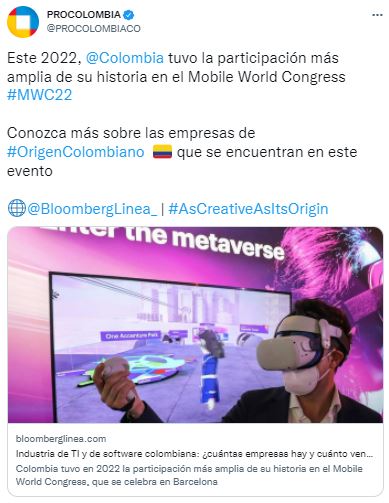 PROCOLOMBIA
@PROCOLOMBIACO
Este 2022, @Colombia tuvo la participación más
amplia de su historia en el Mobile World Congress
#MWC22
Conozca más sobre las empresas de
#OrigenColombiano 🇨🇴 que se encuentran en este
evento
🌐@BloombergLinea_ | #AsCreativeAsItsOrigin
Enter the metaverse
One Accenture Park
bloomberglinea.com
Industria de TI y de software colombiana: ¿cuántas empresas hay y cuánto ven...
Colombia tuvo en 2022 la participación más amplia de su historia en el Mobile
World Congress, que se celebra en Barcelona